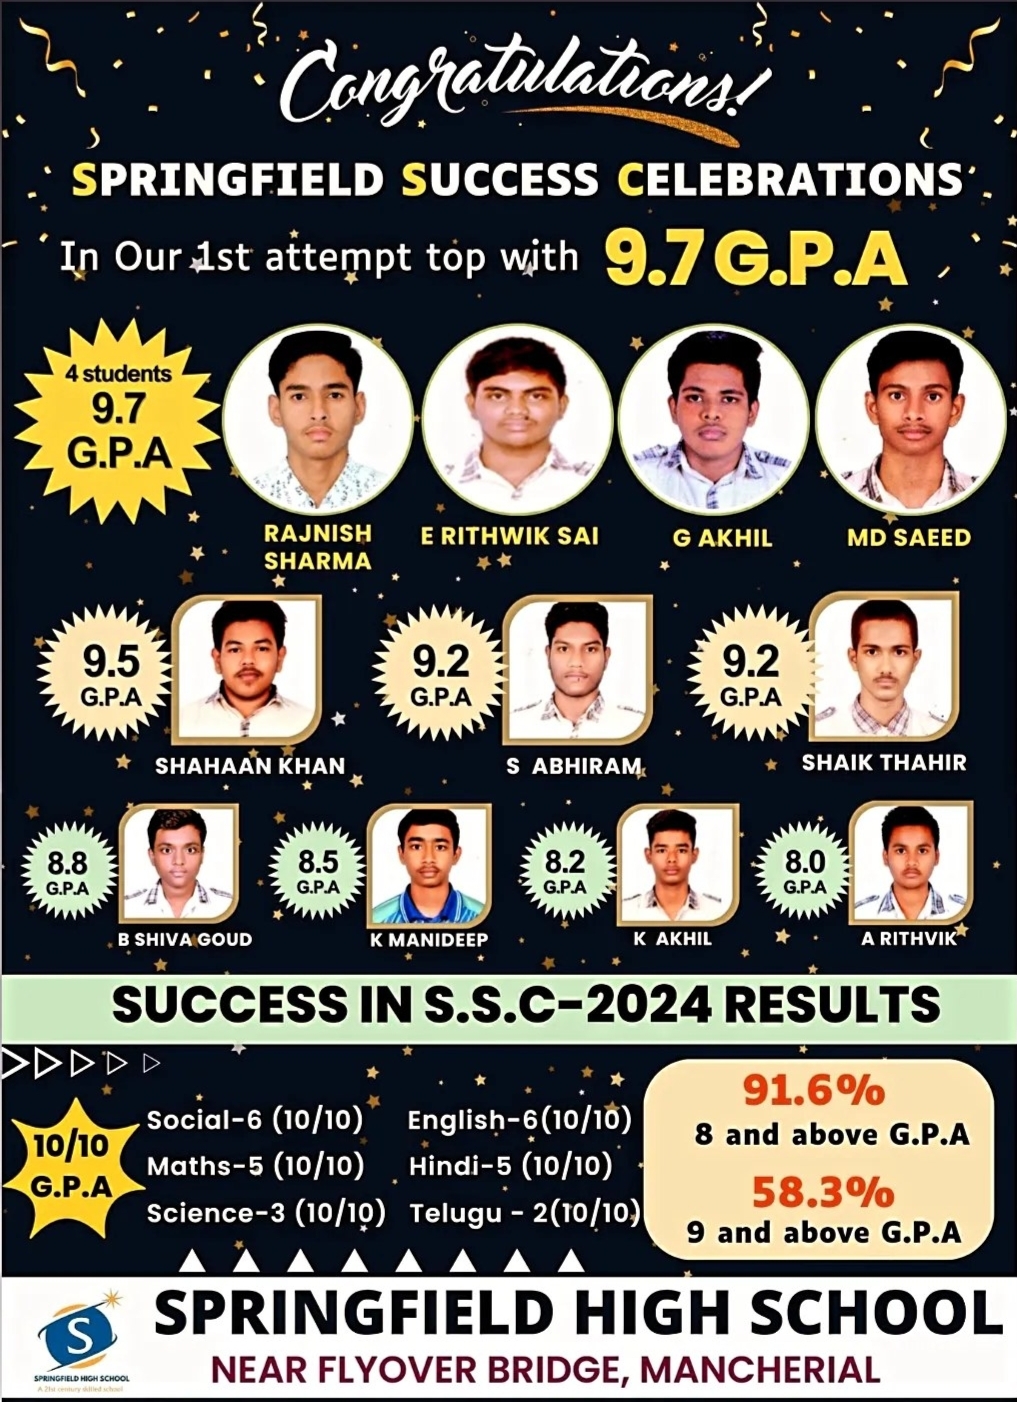 Congratulations!
SPRINGFIELD SUCCESS CELEBRATIONS
In Our 1st attempt top with 9.7 G.P.A
4 students
9.7
G.P.A
RAJNISH
SHARMA
E RITHWIK SAI
G AKHIL
MD SAEED
9.5
G.P.A
SHAHAAN KHAN
9.2
G.P.A
S ABHIRAM
9.2
G.P.A
SHAIK THAHIR
8.8
G.P.A
B SHIVA GOUD
8.5
G.P.A
K MANIDEEP
8.2
G.P.A
K AKHIL
8.0
G.P.A
A RITHVIK
SUCCESS IN S.S.C-2024 RESULTS
10/10
G.P.A
Social-6 (10/10)
Maths-5 (10/10)
Science-3 (10/10)
English-6(10/10)
Hindi-5 (10/10)
Telugu - 2(10/10)
91.6%
8 and above G.P.A
58.3%
9 and above G.P.A
S
SPRINGFIELD HIGH SCHOOL
A 21st century school
SPRINGFIELD HIGH SCHOOL
NEAR FLYOVER BRIDGE, MANCHERIAL